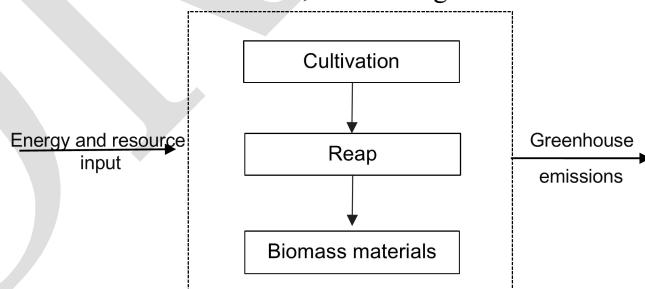 Cultivation
Energy and resource
input
Reap
Greenhouse
emissions
Biomass materials